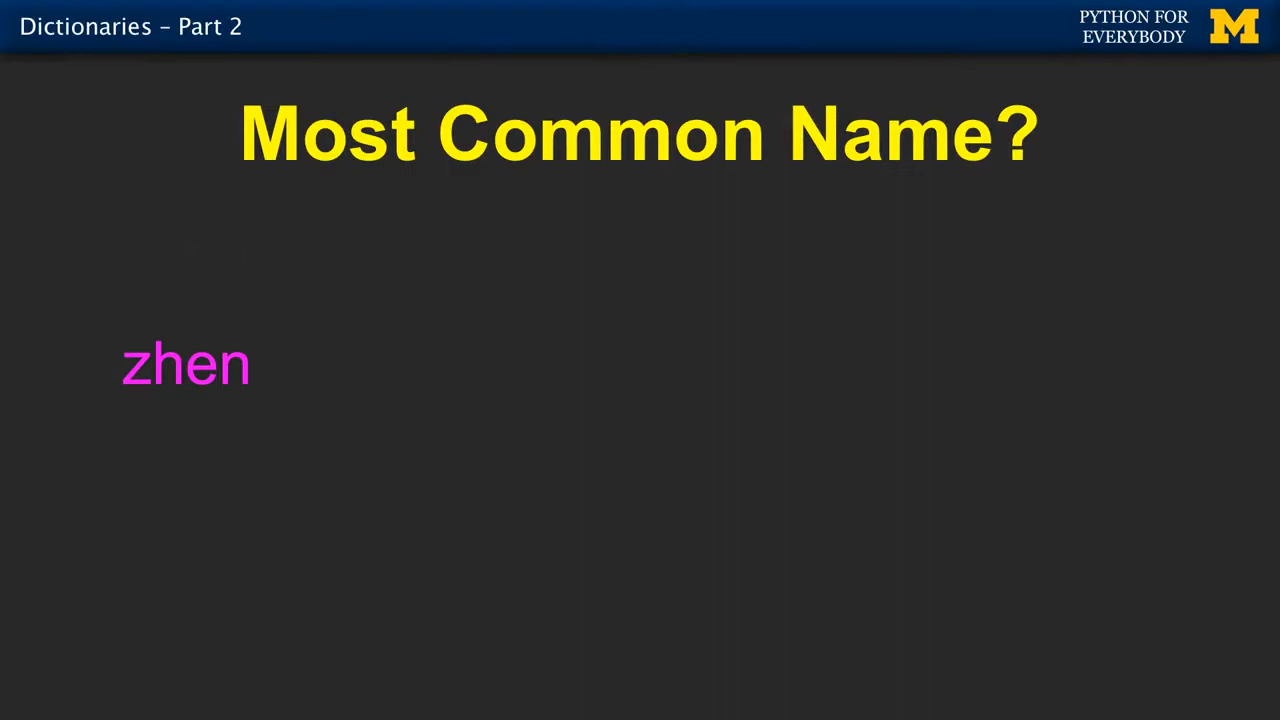 Dictionaries – Part 2
PYTHON FOR
EVERYBODY
M
Most Common Name?
zhen